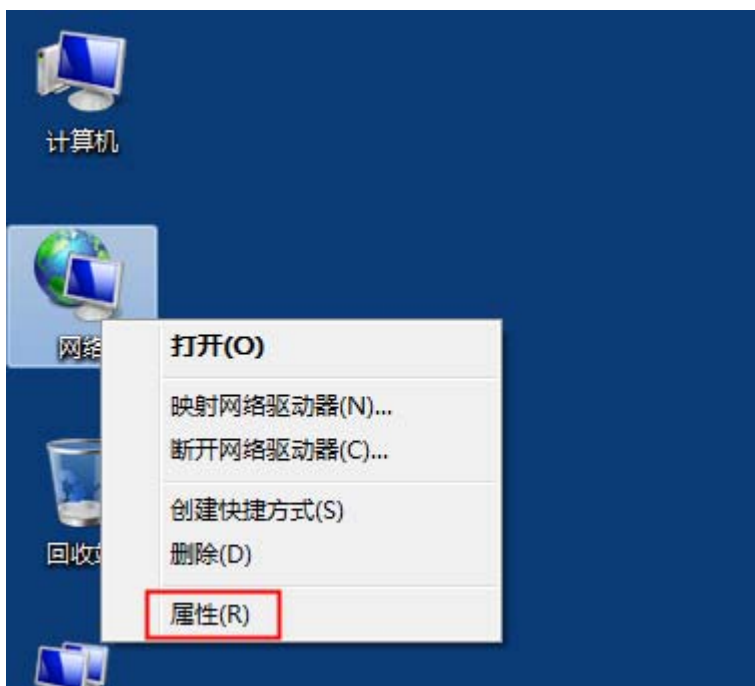 计算机
网络
打开(O)
映射网络驱动器(N)...
断开网络驱动器(C)...
创建快捷方式(S)
回收
删除(D)
属性(R)